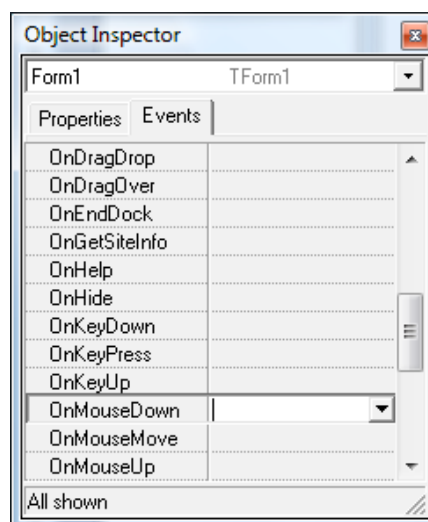 Object Inspector
Form1 TForm1
Properties Events
OnDragDrop
OnDragOver
OnEndDock
OnGetSiteInfo
OnHelp
OnHide
OnKeyDown
OnKeyPress
OnKeyUp
OnMouseDown
OnMouseMove
OnMouseUp
All shown